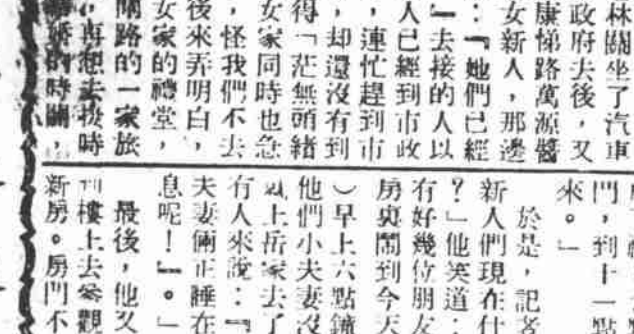 林關坐了汽車
政府去後，又
康悌路萬源醬
女新人，那邊
：『她們已經
』去接的人以
人已經到市政
，連忙趕到市
，却還沒有到
得「茫無頭緒
女家同時也急
，怪我們不去
後來弄明白，
女家的禮堂，
關路的一家旅
，再想去找時
的時關，
門，到十一點
來。」
於是，記者
新人們現在什
？」他笑道：
有好幾位朋友
房裏鬧到今天
）早上六點鐘
他們小夫妻沒
上岳家去了
有人來說：『
夫妻倆正睡在
息呢！』。」
最後，他又
樓上去參觀
新房。房門不